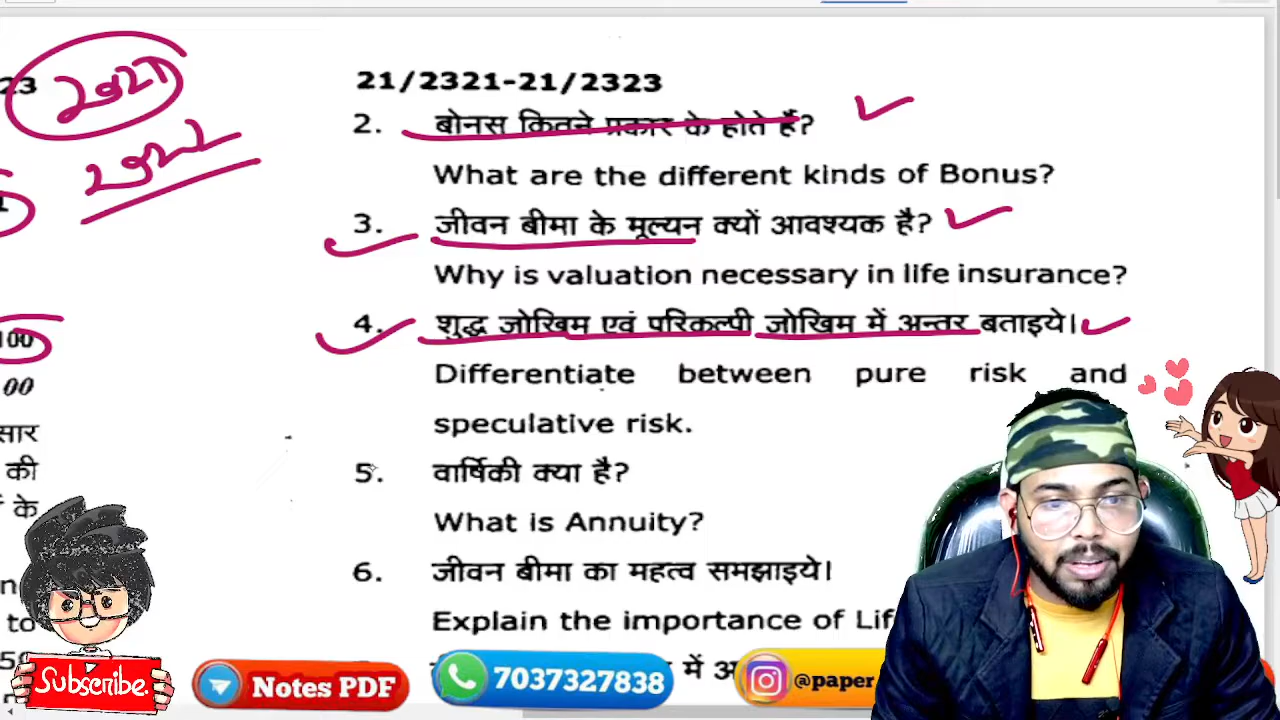 23
2021
2022
100
00
सार
की
के
to
21/2321-21/2323
2. बोनस कितने प्रकार के होते हैं?
What are the different kinds of Bonus?
3. जीवन बीमा के मूल्यन क्यों आवश्यक है?
Why is valuation necessary in life insurance?
4. शुद्ध जोखिम एवं परिकल्पी जोखिम में अन्तर बताइये।
Differentiate between pure risk and
speculative risk.
5. वार्षिकी क्या है?
What is Annuity?
6. जीवन बीमा का महत्व समझाइये।
Explain the importance of
में
Subscribe.
Notes PDF
7037327838
@paper